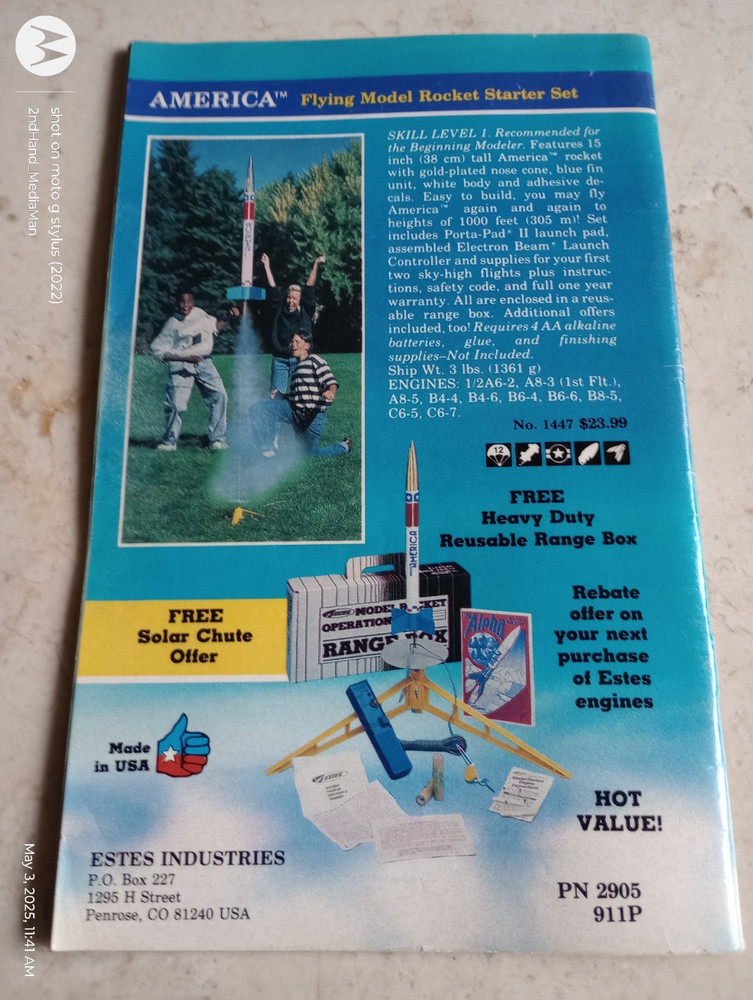 shot on moto g stylus (2022)
2ndHand_MediaMan
May 3, 2025, 11:41 AM
AMERICA™ Flying Model Rocket Starter Set
SKILL LEVEL 1. Recommended for
the Beginning Modeler. Features 15
inch (38 cm) tall America™ rocket
with gold-plated nose cone, blue fin
unit, white body and adhesive de-
cals. Easy to build, you may fly
America™ again and again to
heights of 1000 feet (305 m)! Set
includes Porta-Pad® II launch pad,
assembled Electron Beam® Launch
Controller and supplies for your first
two sky-high flights plus instruc-
tions, safety code, and full one year
warranty. All are enclosed in a reus-
able range box. Additional offers
included, too! Requires 4 AA alkaline
batteries, glue, and finishing
supplies–Not Included.
Ship Wt. 3 lbs. (1361 g)
ENGINES: 1/2A6-2, A8-3 (1st Flt.),
A8-5, B4-4, B4-6, B6-4, B6-6, B8-5,
C6-5, C6-7.
No. 1447 $23.99
12
FREE
Heavy Duty
Reusable Range Box
AMERICA
FREE
Solar Chute
Offer
ESTES MODEL ROCKET
OPERATION
RANGE BOX
Alpha
Rebate
offer on
your next
purchase
of Estes
engines
Made
in USA
ESTES
HOT
VALUE!
ESTES INDUSTRIES
P.O. Box 227
1295 H Street
Penrose, CO 81240 USA
PN 2905
911P